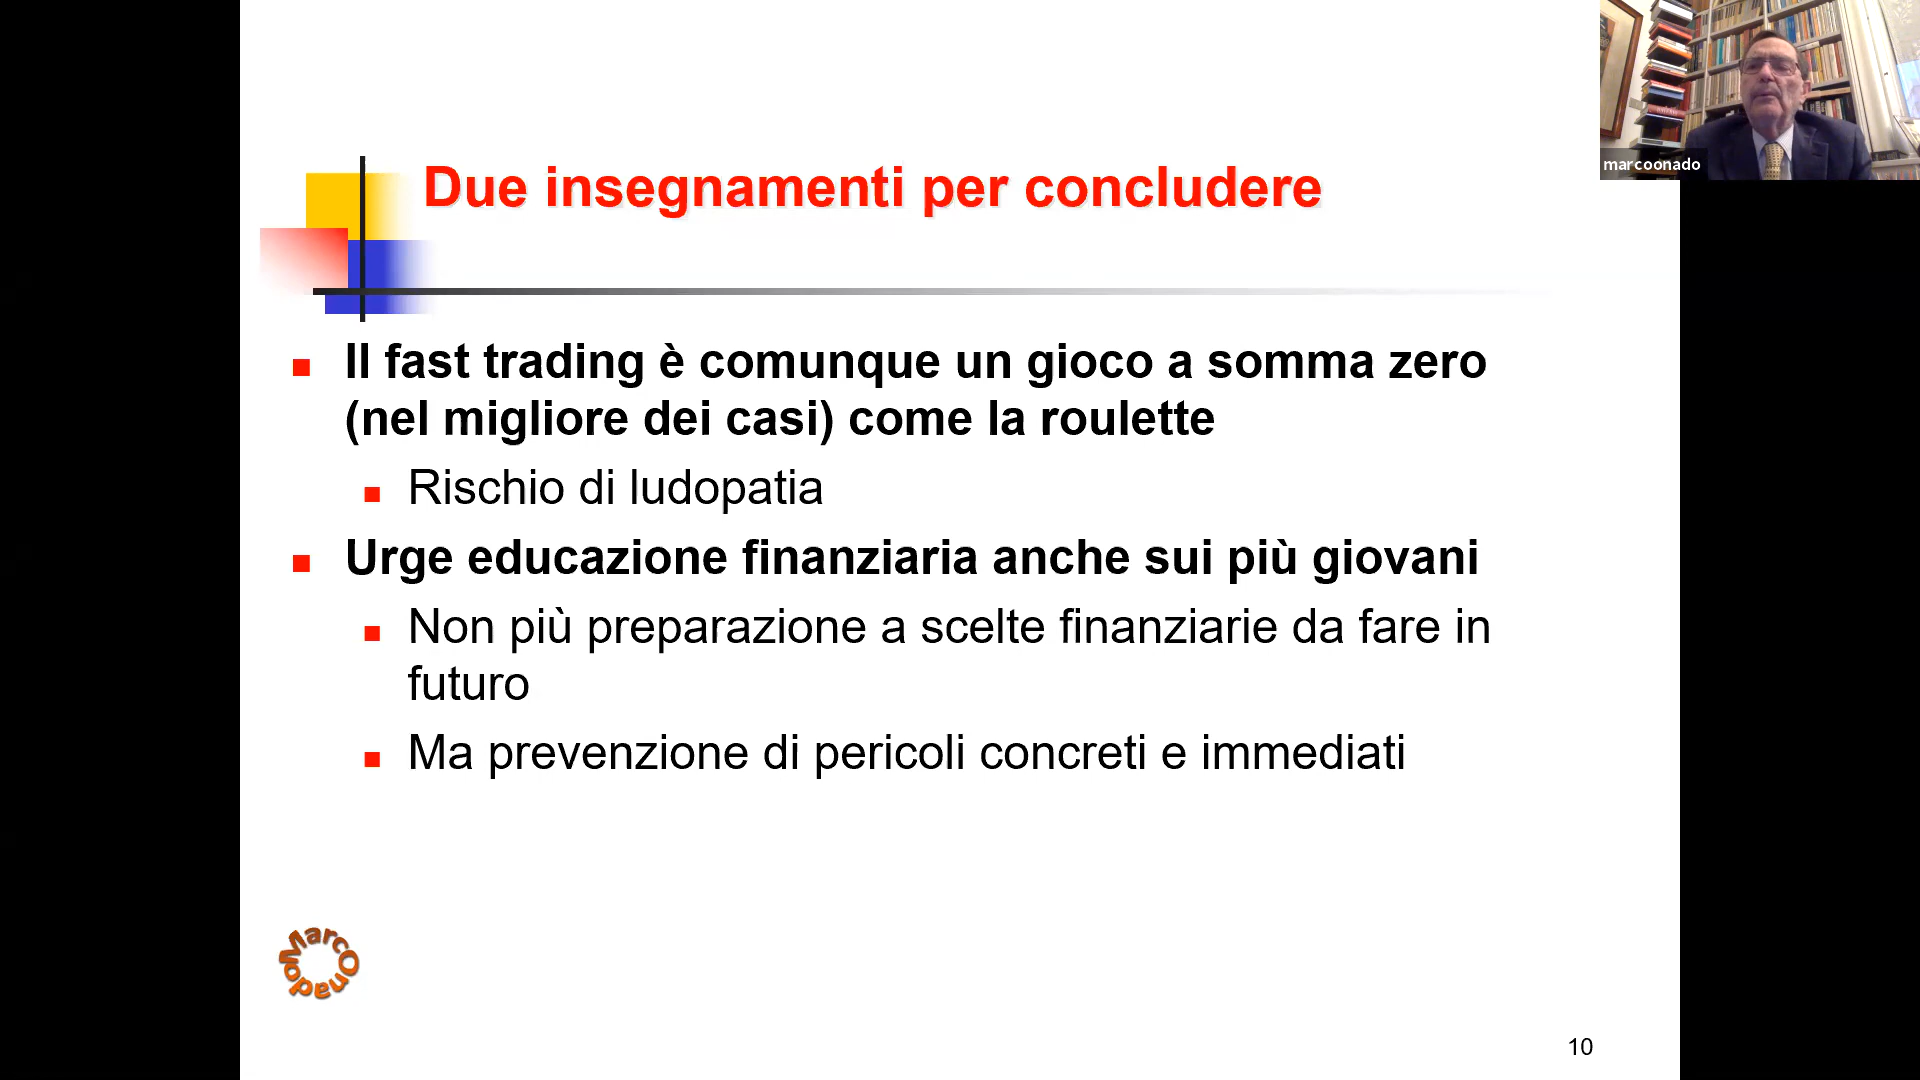 Due insegnamenti per concludere
marcoonado
Il fast trading è comunque un gioco a somma zero
(nel migliore dei casi) come la roulette
Rischio di ludopatia
Urge educazione finanziaria anche sui più giovani
Non più preparazione a scelte finanziarie da fare in
futuro
Ma prevenzione di pericoli concreti e immediati
MarcOnado
10